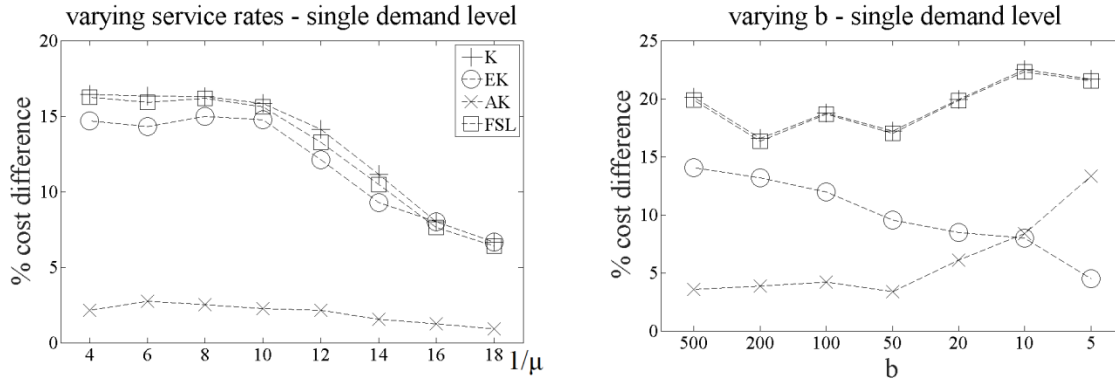 varying service rates - single demand level
% cost difference
20
15
10
5
0
4 6 8 10 12 14 16 18
1/μ
K
EK
AK
FSL
varying b - single demand level
% cost difference
25
20
15
10
5
0
500 200 100 50 20 10 5
b